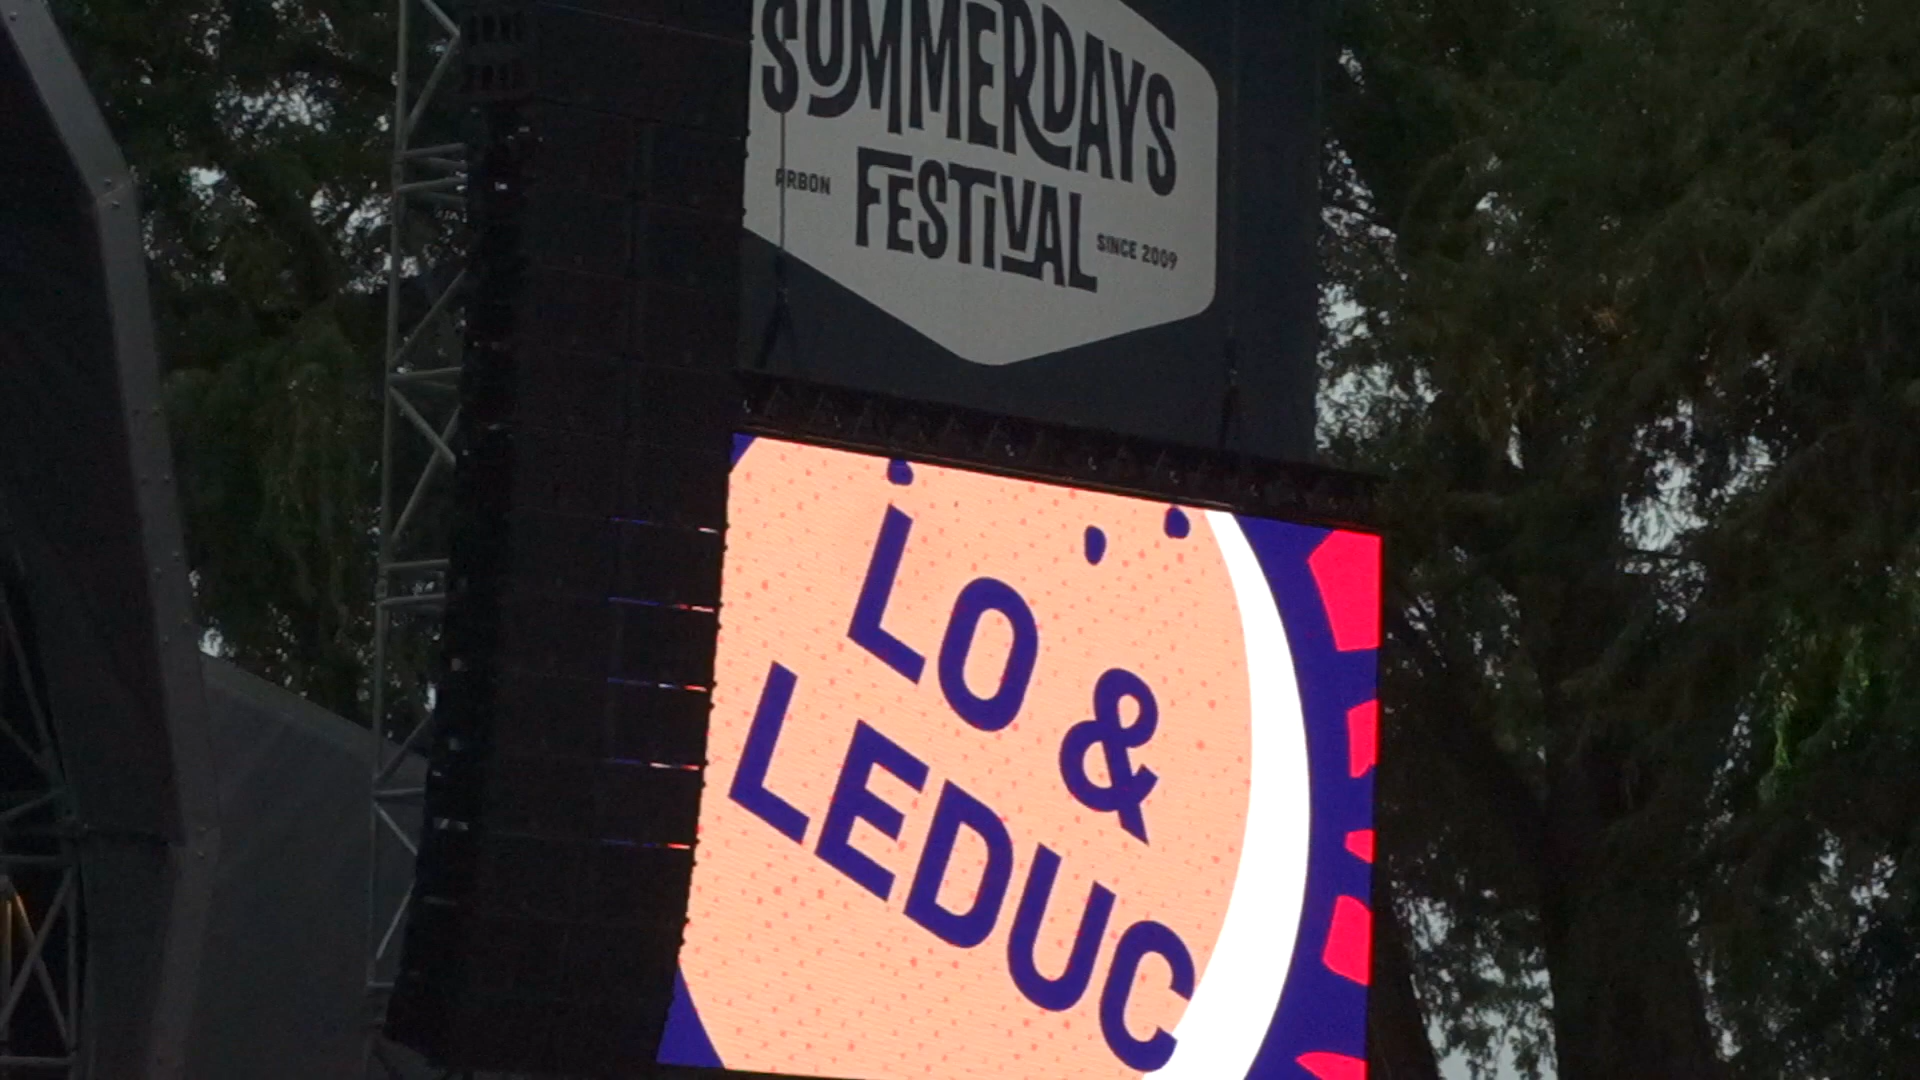 SUMMERDAYS
ARBON
FESTIVAL
SINCE 2009
LO &
LEDUC